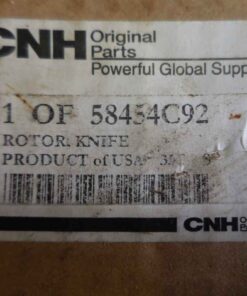 CNH Original
Parts
Powerful Global Supp
1 OF 58454C92
ROTOR, KNIFE
PRODUCT of USA
CNH